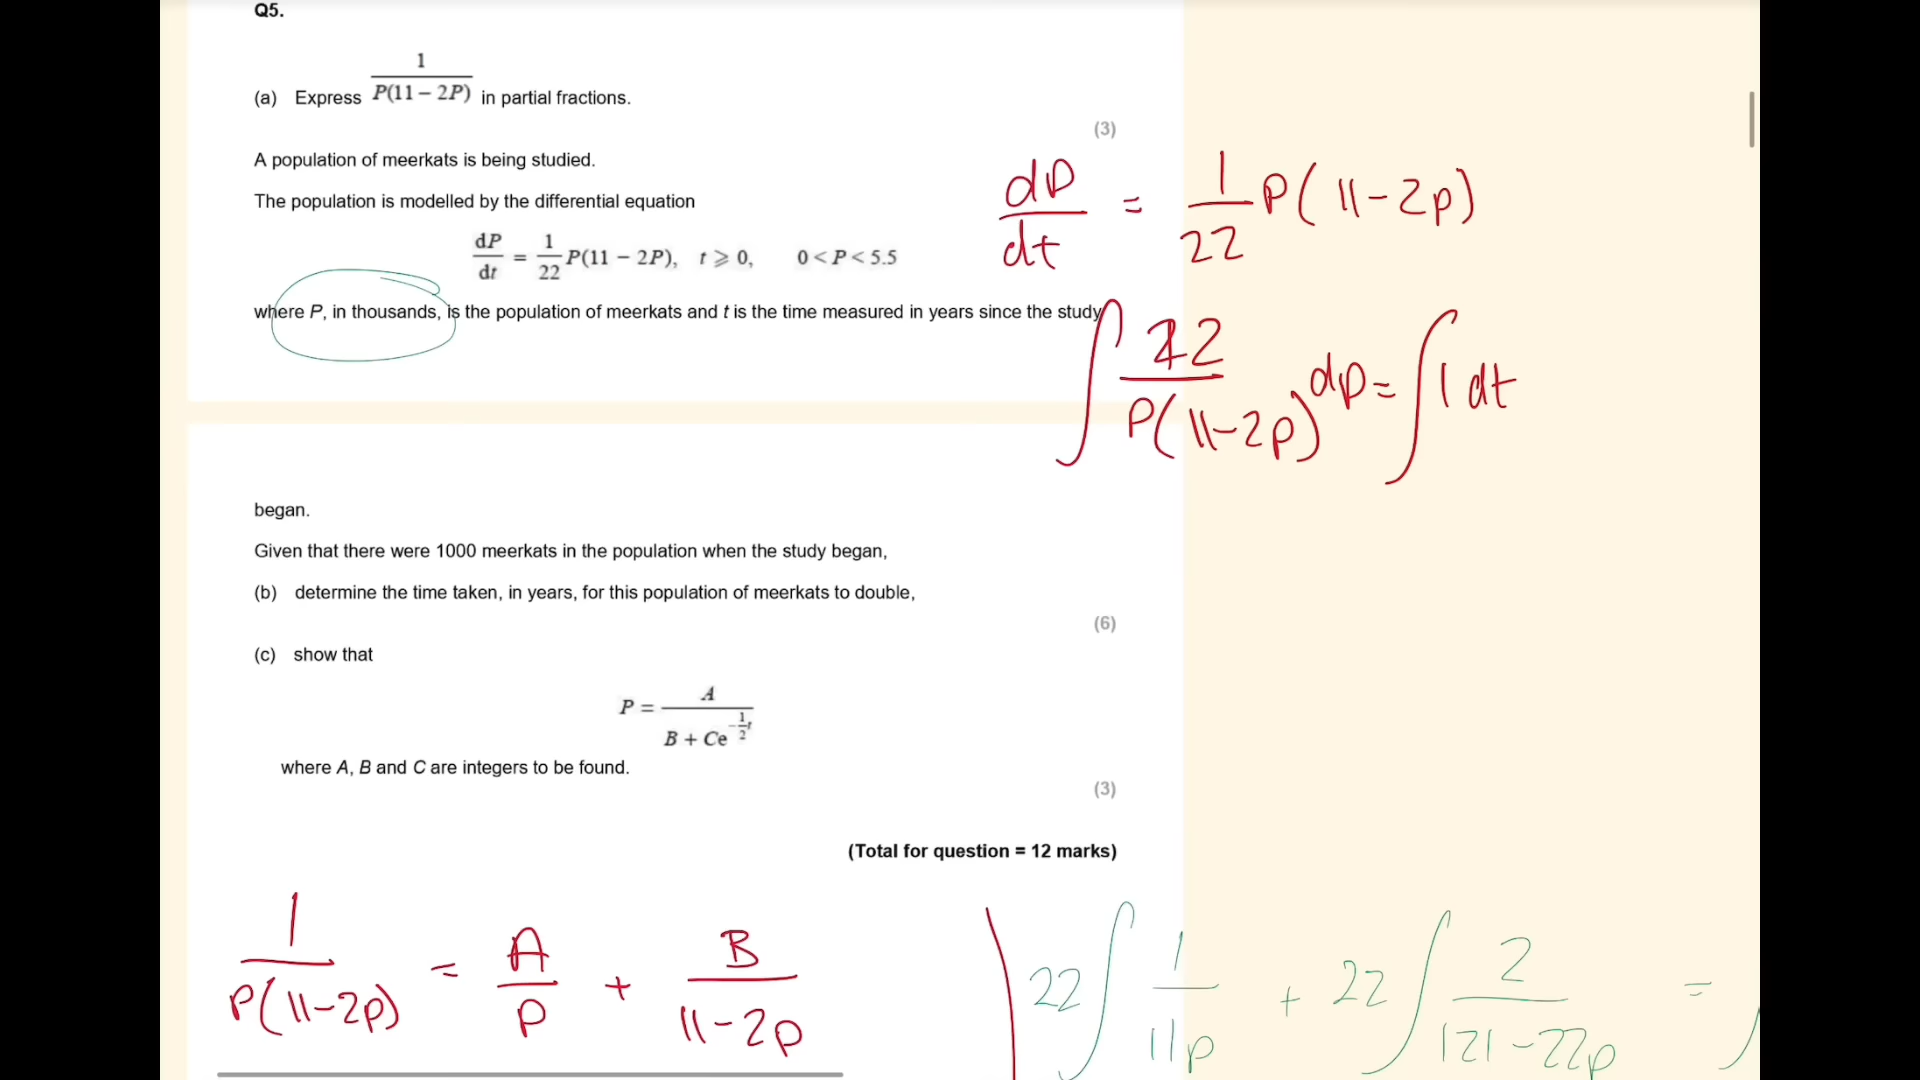 Q5.
(a) Express 1/(P(11 – 2P)) in partial fractions.
(3)
A population of meerkats is being studied.
The population is modelled by the differential equation
dP/dt = 1/22 P(11 – 2P), t ⩾ 0, 0 < P < 5.5
where P, in thousands, is the population of meerkats and t is the time measured in years since the study
dP/dt = 1/22 P(11-2p)
∫ 22/(P(11-2p)) dp = ∫ 1 dt
began.
Given that there were 1000 meerkats in the population when the study began,
(b) determine the time taken, in years, for this population of meerkats to double,
(6)
(c) show that
P = A/(B + Ce^(-1/2 t))
where A, B and C are integers to be found.
(3)
(Total for question = 12 marks)
1/(P(11-2p)) = A/P + B/(11-2p)
22 ∫ 1/(11p) + 22 ∫ 2/(121-22p) = ∫